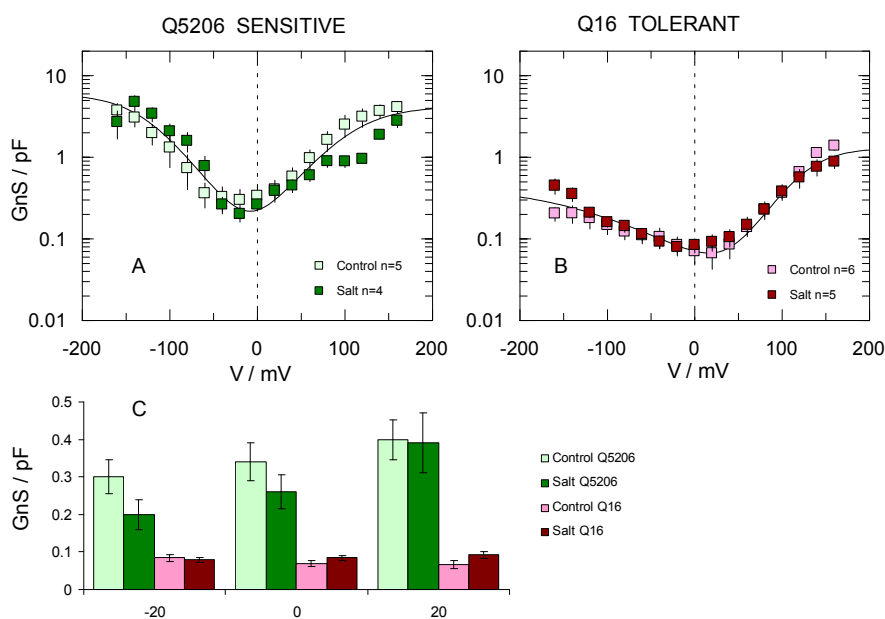 Q5206 SENSITIVE
Q16 TOLERANT
10
1
0.1
0.01
GnS / pF
A
Control n=5
Salt n=4
-200
-100
0
100
200
V / mV
10
1
0.1
0.01
B
Control n=6
Salt n=5
-200
-100
0
100
200
V / mV
C
0.5
0.4
0.3
0.2
0.1
0
GnS / pF
-20
0
20
Control Q5206
Salt Q5206
Control Q16
Salt Q16